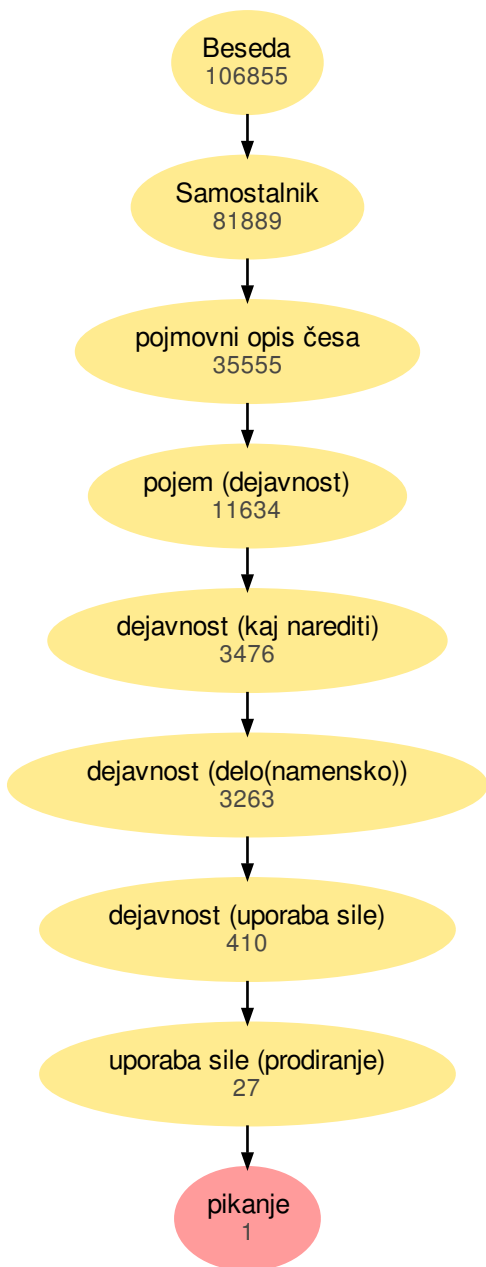 Beseda
106855
Samostalnik
81889
pojmovni opis česa
35555
pojem (dejavnost)
11634
dejavnost (kaj narediti)
3476
dejavnost (delo(namensko))
3263
dejavnost (uporaba sile)
410
uporaba sile (prodiranje)
27
pikanje
1